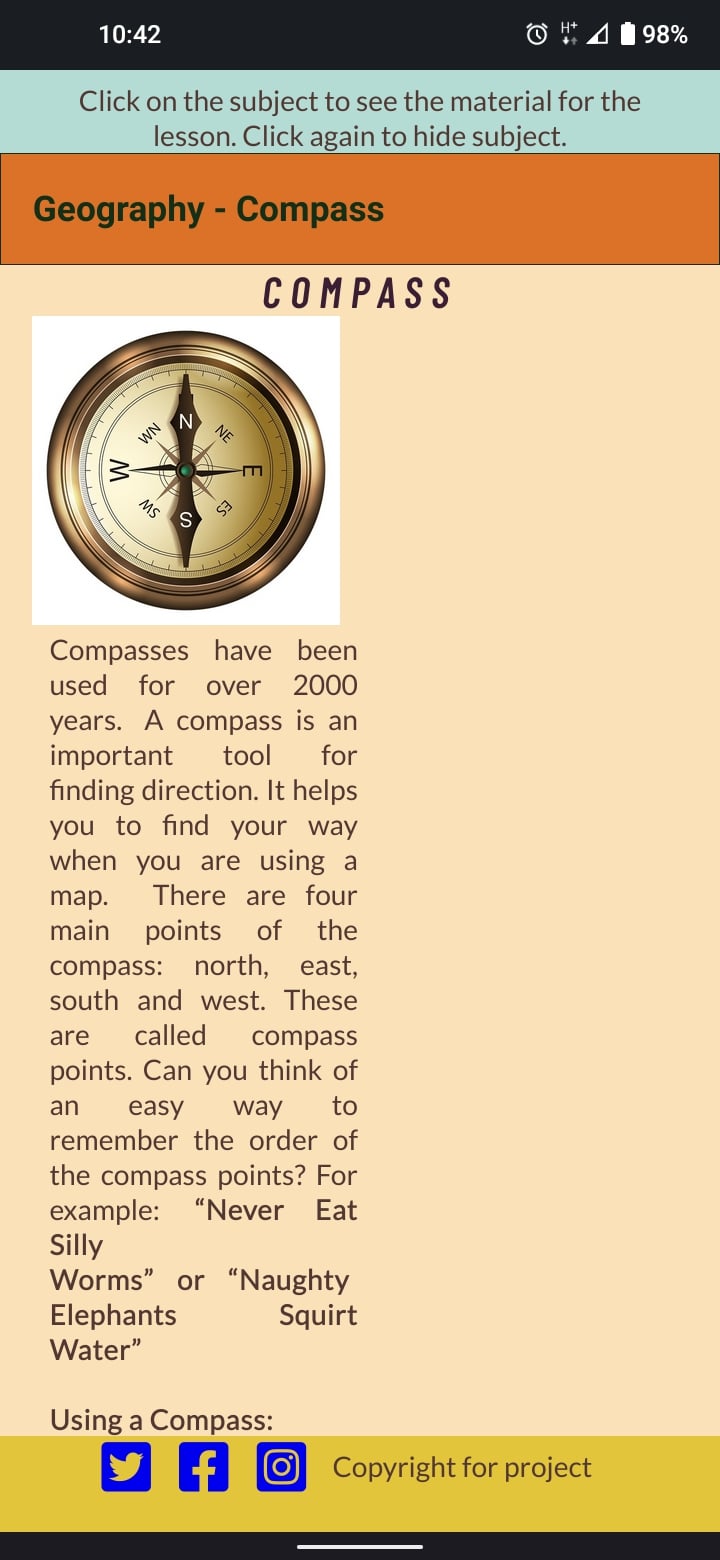 10:42
H+
98%
Click on the subject to see the material for the
lesson. Click again to hide subject.
Geography - Compass
COMPASS
N
WN
NE
W
E
SW
ES
S
Compasses have been
used for over 2000
years. A compass is an
important tool for
finding direction. It helps
you to find your way
when you are using a
map. There are four
main points of the
compass: north, east,
south and west. These
are called compass
points. Can you think of
an easy way to
remember the order of
the compass points? For
example: “Never Eat
Silly
Worms” or “Naughty
Elephants Squirt
Water”
Using a Compass:
Copyright for project